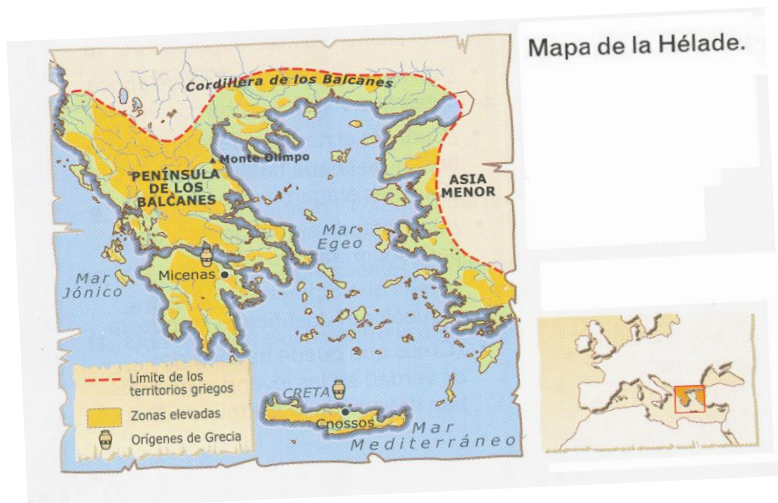 Mapa de la Hélade.
Cordillera de los Balcanes
Monte Olimpo
PENÍNSULA
DE LOS
BALCANES
ASIA
MENOR
Mar
Egeo
Micenas
Mar
Jónico
CRETA
Cnossos
Mar
Mediterráneo
Límite de los
territorios griegos
Zonas elevadas
Orígenes de Grecia